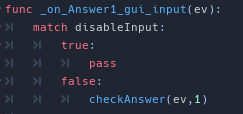 func _on_Answer1_gui_input(ev):
    match disableInput:
        true:
            pass
        false:
            checkAnswer(ev,1)